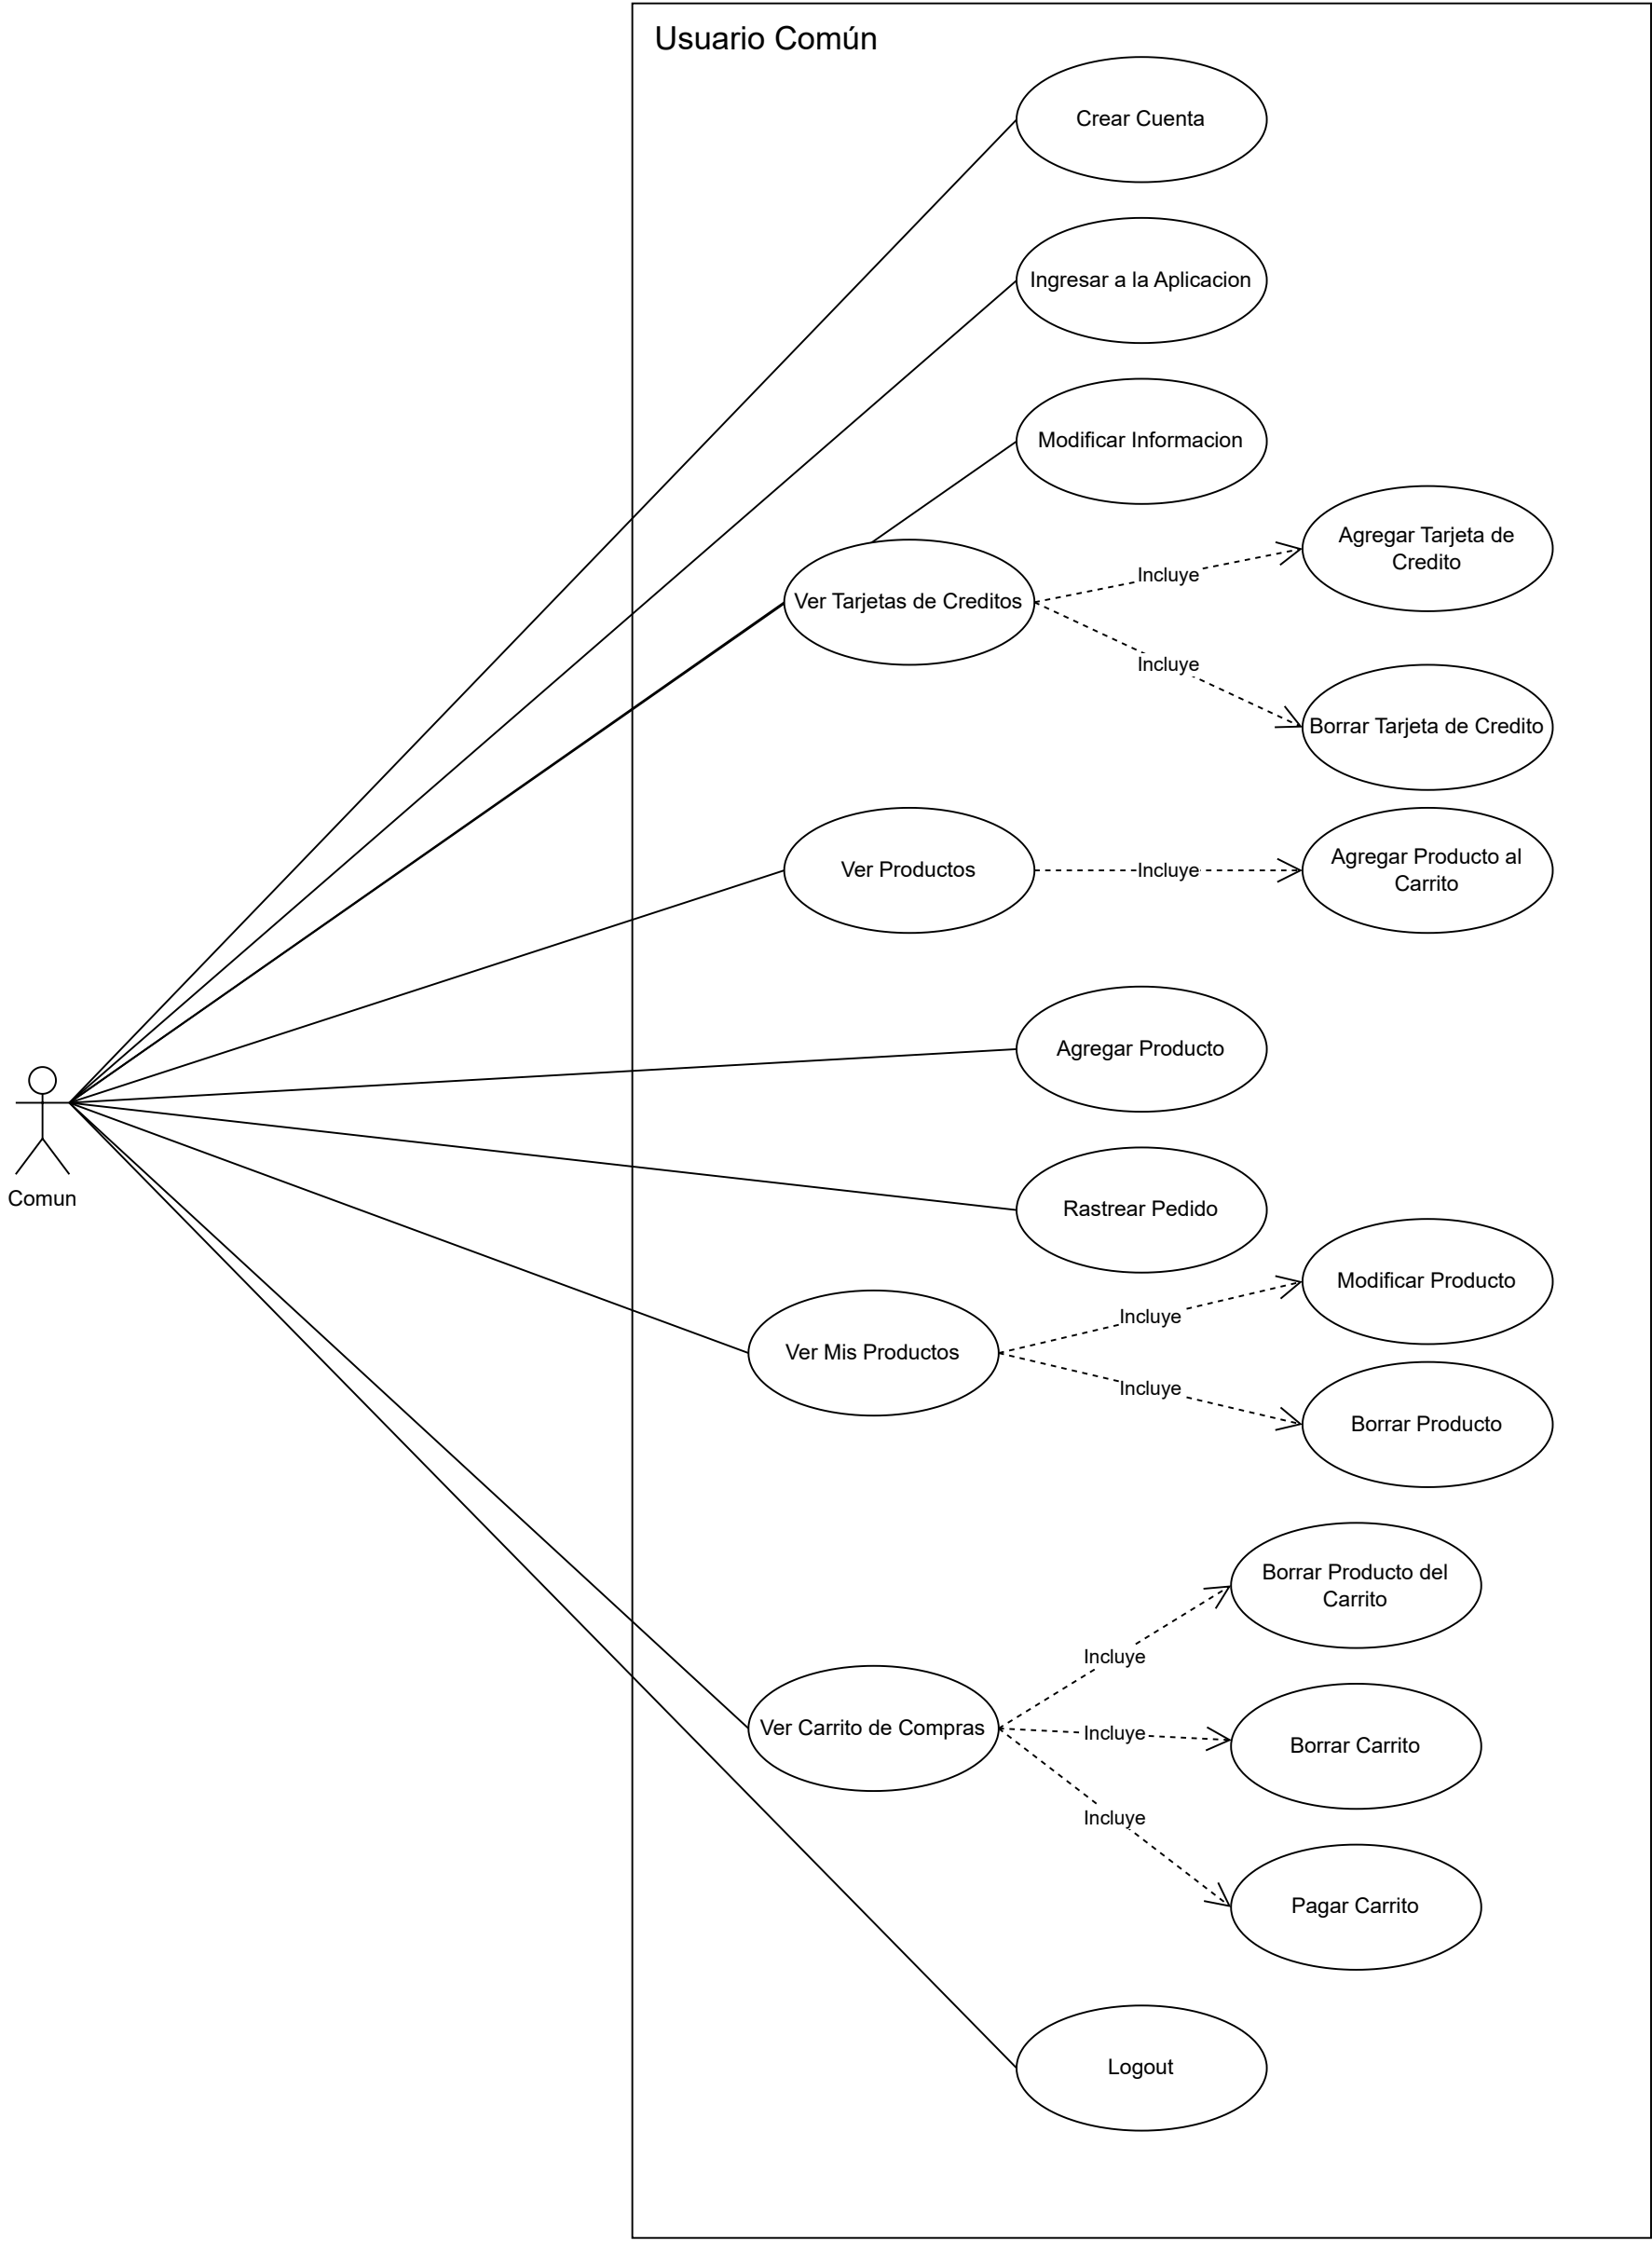 Usuario Común
Crear Cuenta
Ingresar a la Aplicacion
Modificar Informacion
Agregar Tarjeta de
Credito
Incluye
Ver Tarjetas de Creditos
Incluye
Borrar Tarjeta de Credito
Ver Productos
Incluye
Agregar Producto al
Carrito
Agregar Producto
Comun
Rastrear Pedido
Modificar Producto
Incluye
Ver Mis Productos
Incluye
Borrar Producto
Borrar Producto del
Carrito
Incluye
Ver Carrito de Compras
Incluye
Borrar Carrito
Incluye
Pagar Carrito
Logout